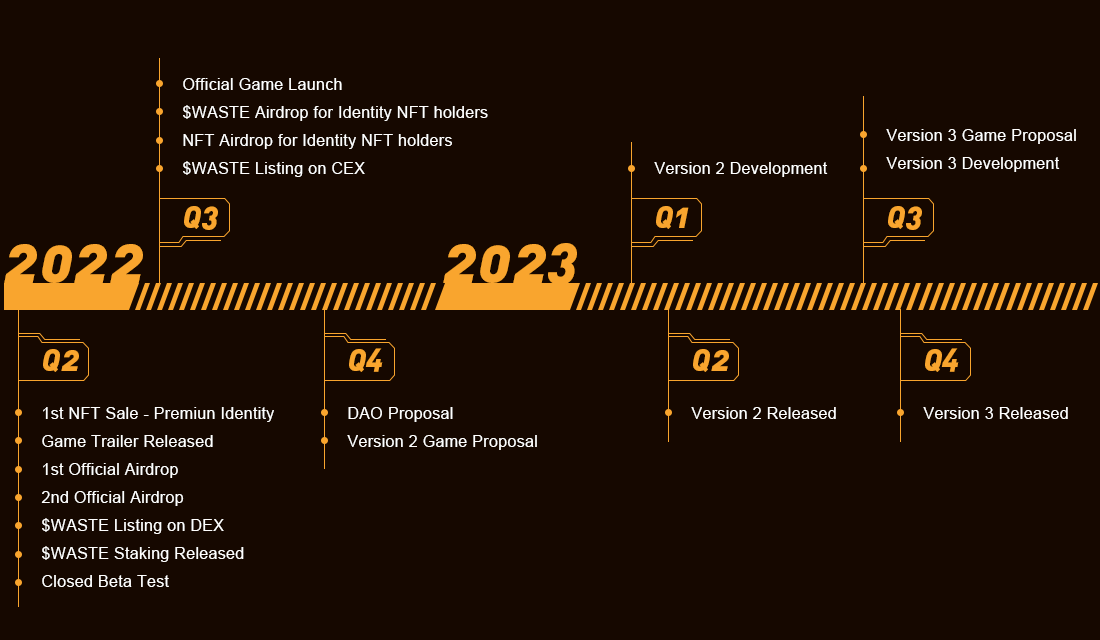 Official Game Launch
$WASTE Airdrop for Identity NFT holders
NFT Airdrop for Identity NFT holders
$WASTE Listing on CEX
Q3
Version 2 Development
Q1
Version 3 Game Proposal
Version 3 Development
Q3
2022
2023
Q2
1st NFT Sale - Premiun Identity
Game Trailer Released
1st Official Airdrop
2nd Official Airdrop
$WASTE Listing on DEX
$WASTE Staking Released
Closed Beta Test
Q4
DAO Proposal
Version 2 Game Proposal
Q2
Version 2 Released
Q4
Version 3 Released